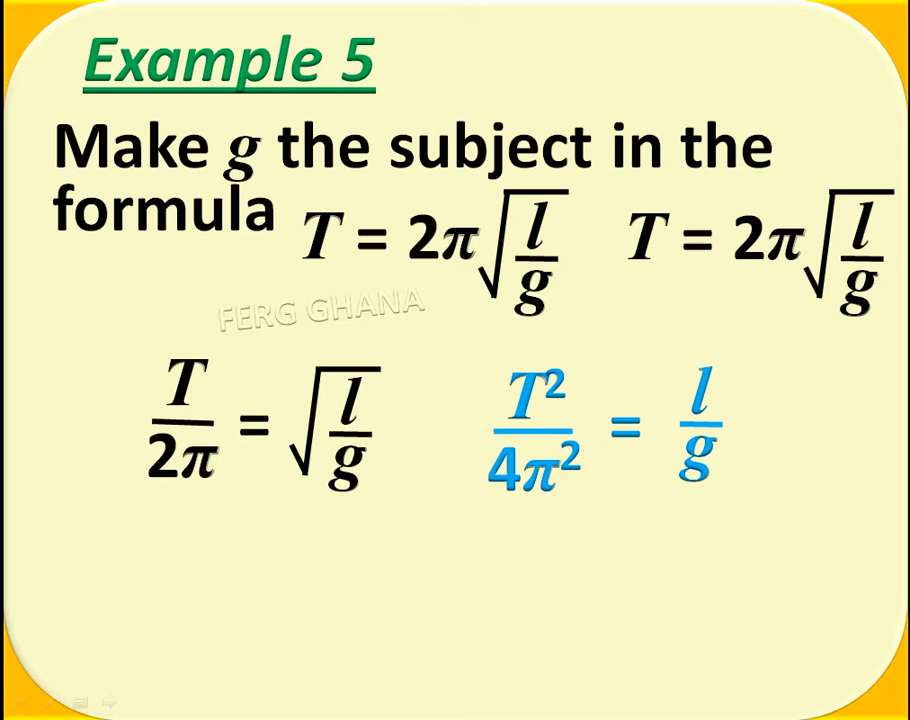 Example 5
Make g the subject in the
formula T = 2π√(l/g) T = 2π√(l/g)
FERG GHANA
T/2π = √(l/g) T²/4π² = l/g